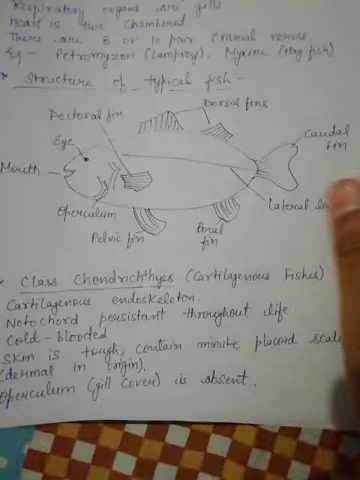 Respiratory organs are gills
Heart is two chambered
There are 8 or 10 pair cranial nerves
Eg - Petromyzon (Lamprey), Myxine (Hag fish)
Structure of typical fish -
Pectoral fin
Dorsal fins
Eye
Caudal fin
Mouth
Operculum
Lateral
Pelvic fin
Anal fin
Class Chondrichthyes (Cartilagenous Fishes)
Cartilagenous endoskeleton
Notochord persistant throughout life
Cold-blooded
Skin is tough, contain minute placoid scale
(dermal in origin).
Operculum (gill cover) is absent.